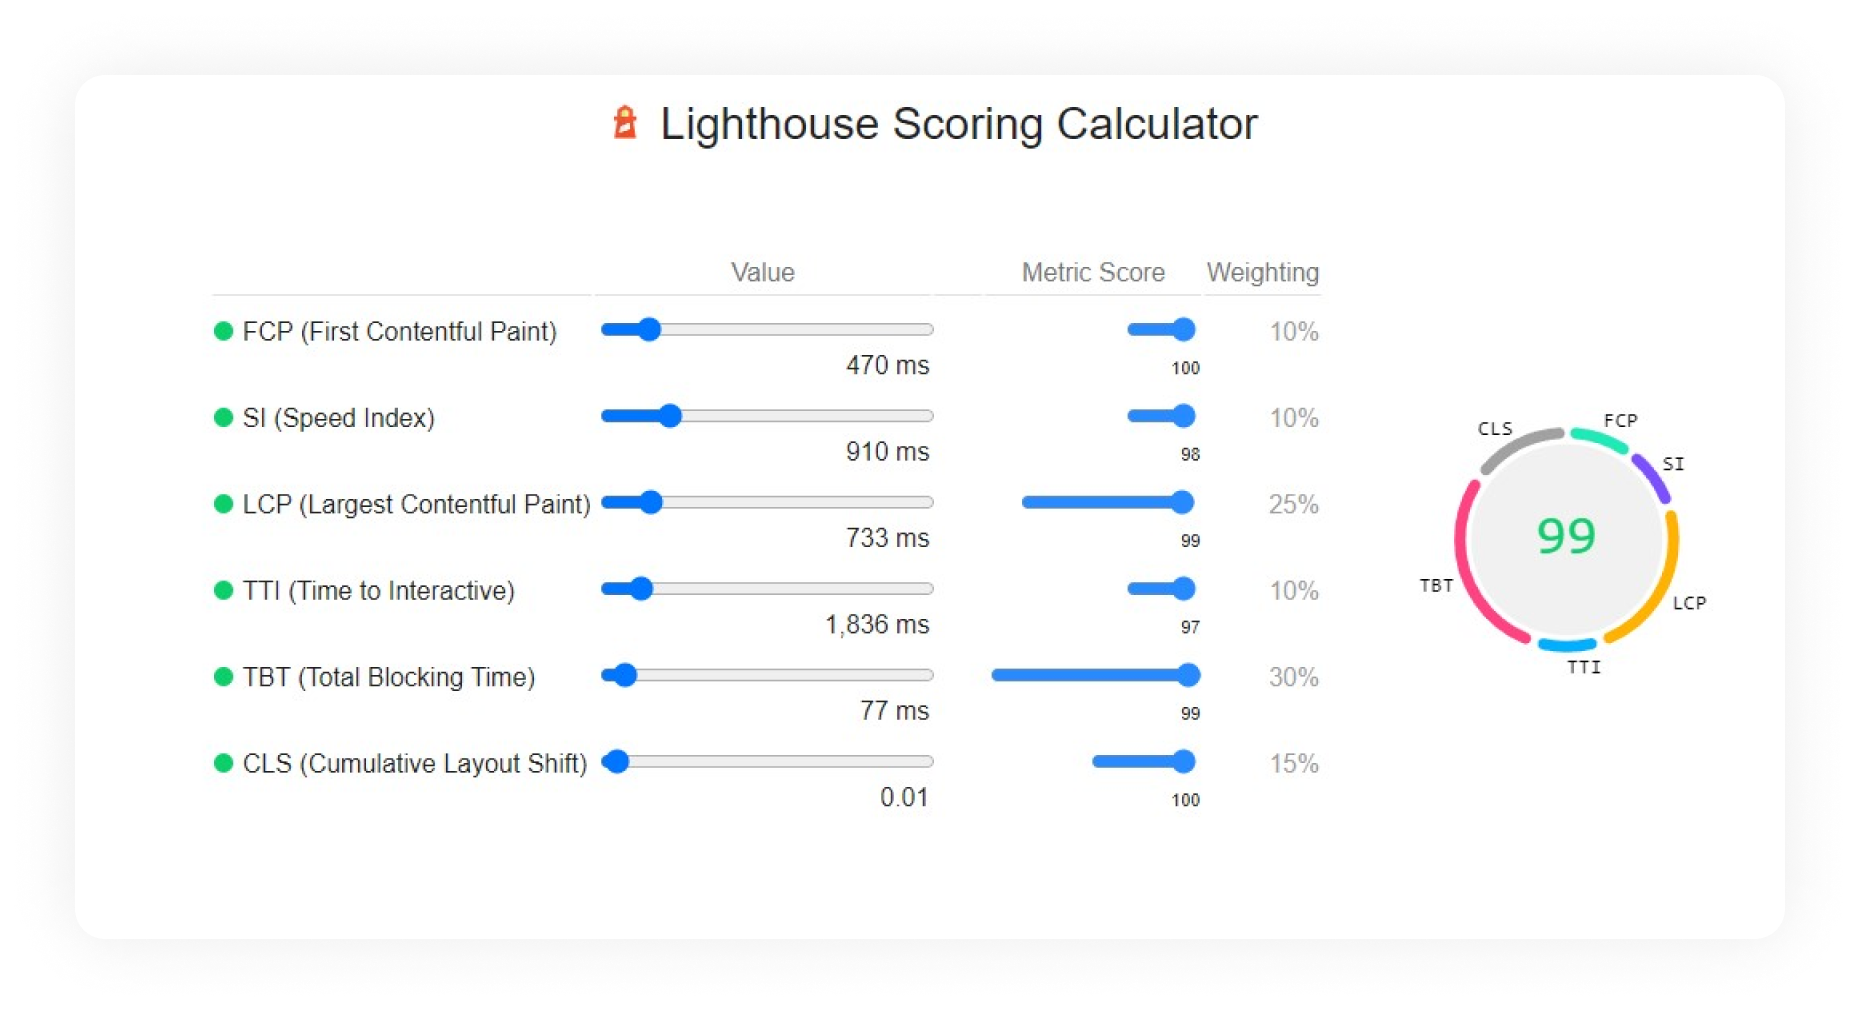 Lighthouse Scoring Calculator
Value Metric Score Weighting
FCP (First Contentful Paint) 10%
470 ms 100
SI (Speed Index) 10%
910 ms 98
LCP (Largest Contentful Paint) 25%
733 ms 99
TTI (Time to Interactive) 10%
1,836 ms 97
TBT (Total Blocking Time) 30%
77 ms 99
CLS (Cumulative Layout Shift) 15%
0.01 100
CLS
FCP
SI
99
TBT
LCP
TTI